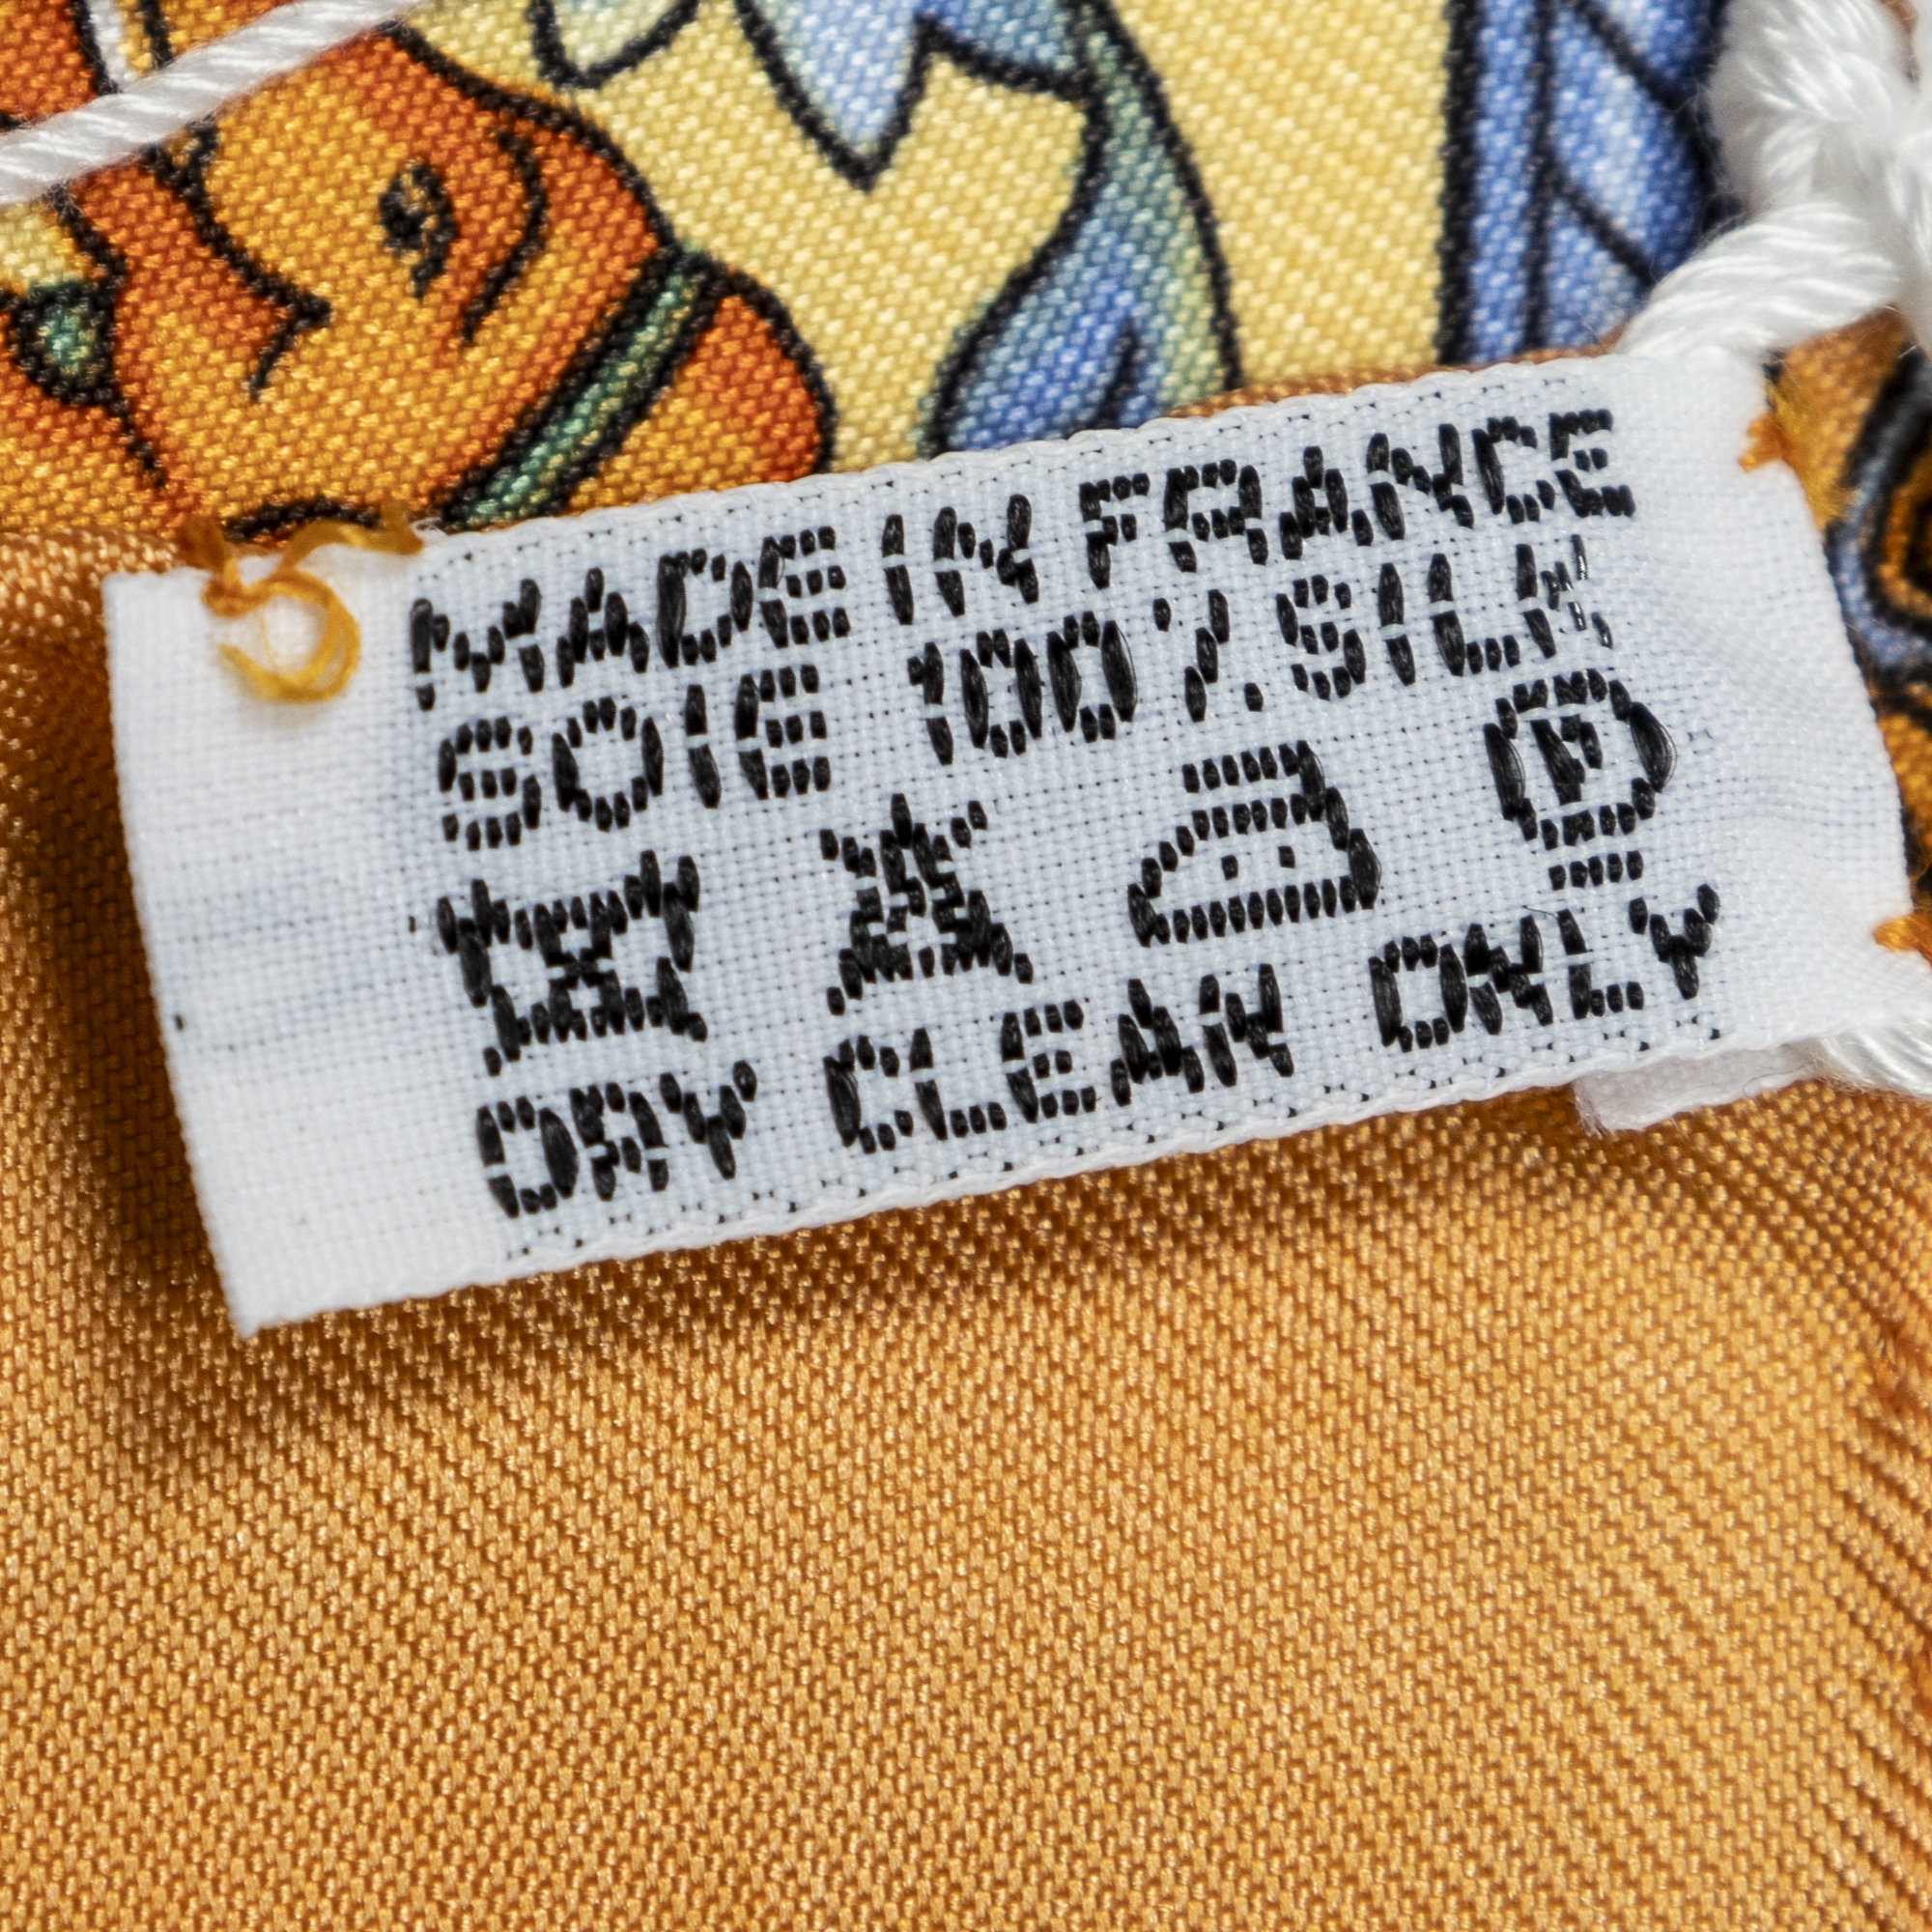 MADE IN FRANCE
SOIE 100% SILK
P
DRY CLEAN ONLY